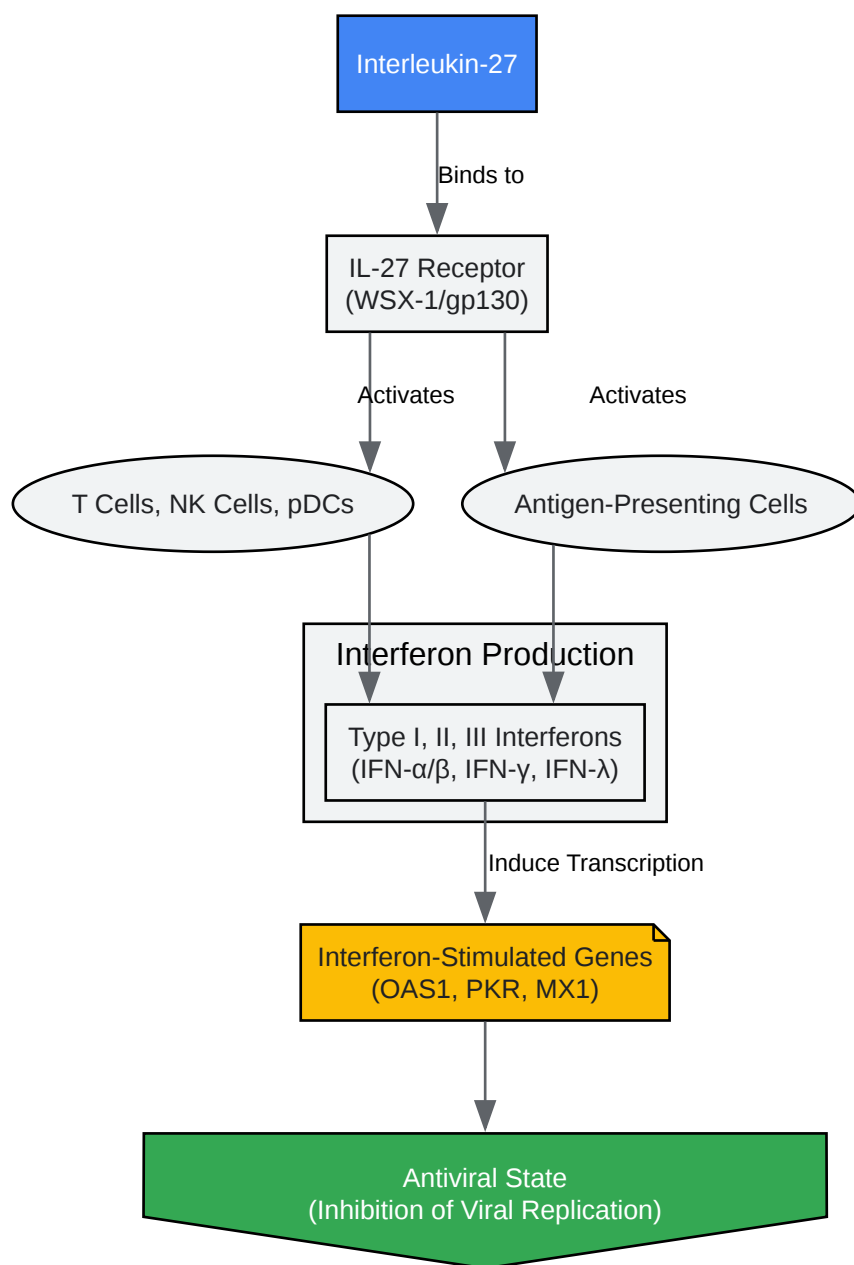 Interleukin-27
Binds to
IL-27 Receptor
(WSX-1/gp130)
Activates
Activates
T Cells, NK Cells, pDCs
Antigen-Presenting Cells
Interferon Production
Type I, II, III Interferons
(IFN-α/β, IFN-γ, IFN-λ)
Induce Transcription
Interferon-Stimulated Genes
(OAS1, PKR, MX1)
Antiviral State
(Inhibition of Viral Replication)